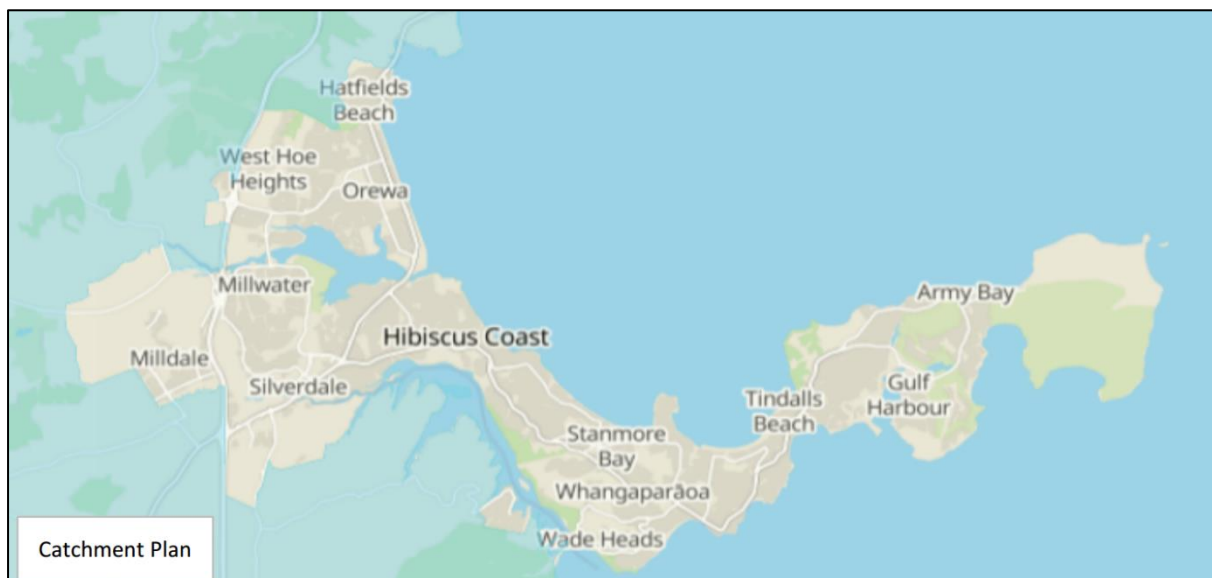 Hatfields
Beach
West Hoe
Heights
Orewa
Millwater
Army Bay
Hibiscus Coast
Milldale
Silverdale
Gulf
Harbour
Tindalls
Beach
Stanmore
Bay
Whangaparāoa
Wade Heads
Catchment Plan